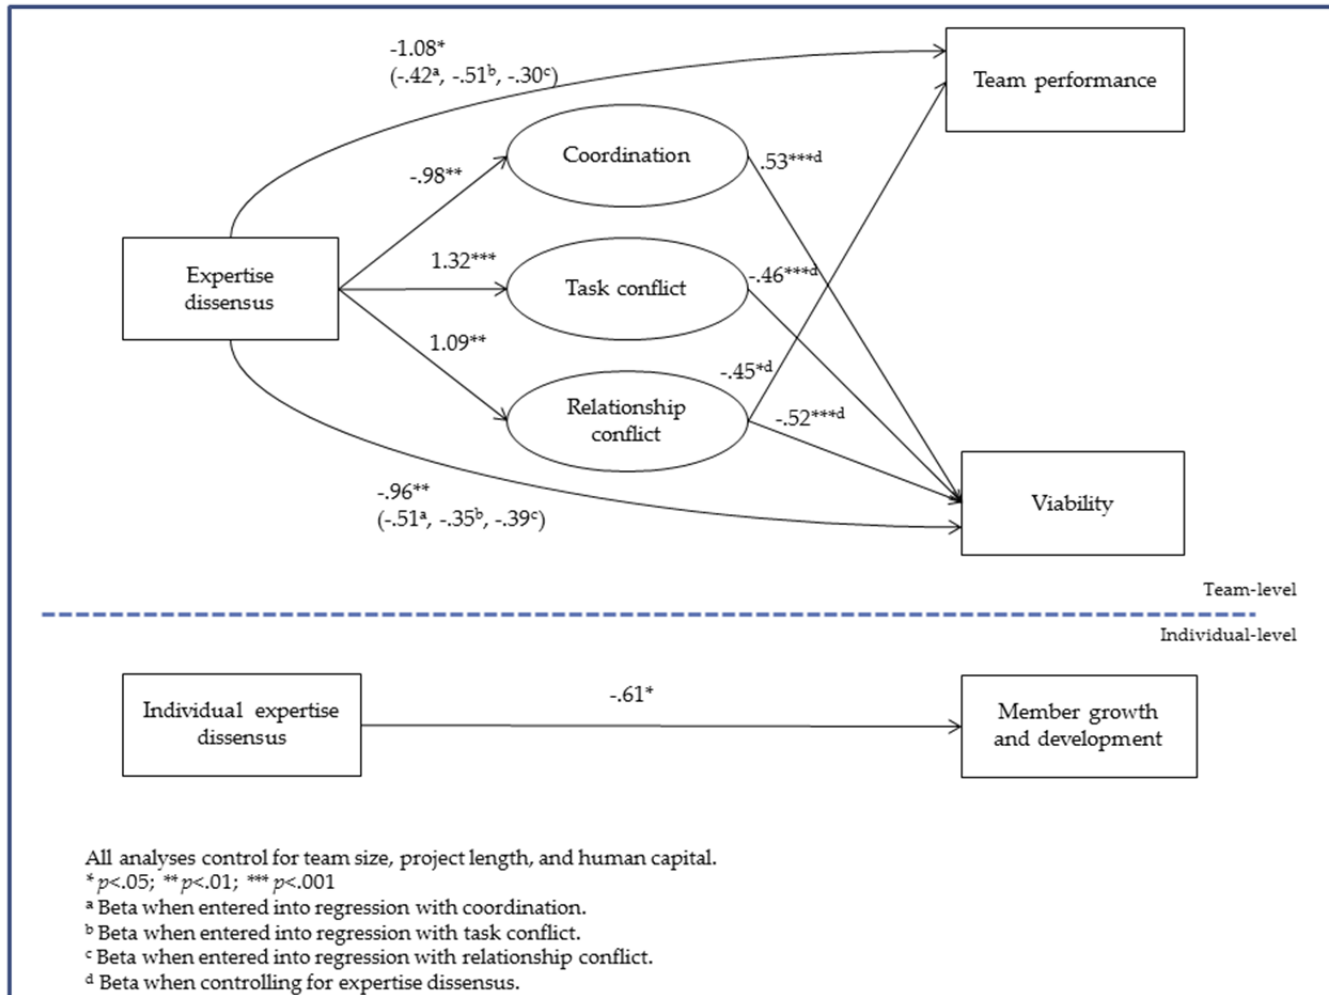 -1.08*
(-.42ᵃ, -.51ᵇ, -.30ᶜ)
Team performance
Coordination
.53***ᵈ
-.98**
Expertise
dissensus
1.32***
Task conflict
-.46***ᵈ
1.09**
Relationship
conflict
-.45*ᵈ
-.52***ᵈ
-.96**
(-.51ᵃ, -.35ᵇ, -.39ᶜ)
Viability
Team-level
Individual-level
Individual expertise
dissensus
-.61*
Member growth
and development
All analyses control for team size, project length, and human capital.
* p<.05; ** p<.01; *** p<.001
ᵃ Beta when entered into regression with coordination.
ᵇ Beta when entered into regression with task conflict.
ᶜ Beta when entered into regression with relationship conflict.
ᵈ Beta when controlling for expertise dissensus.